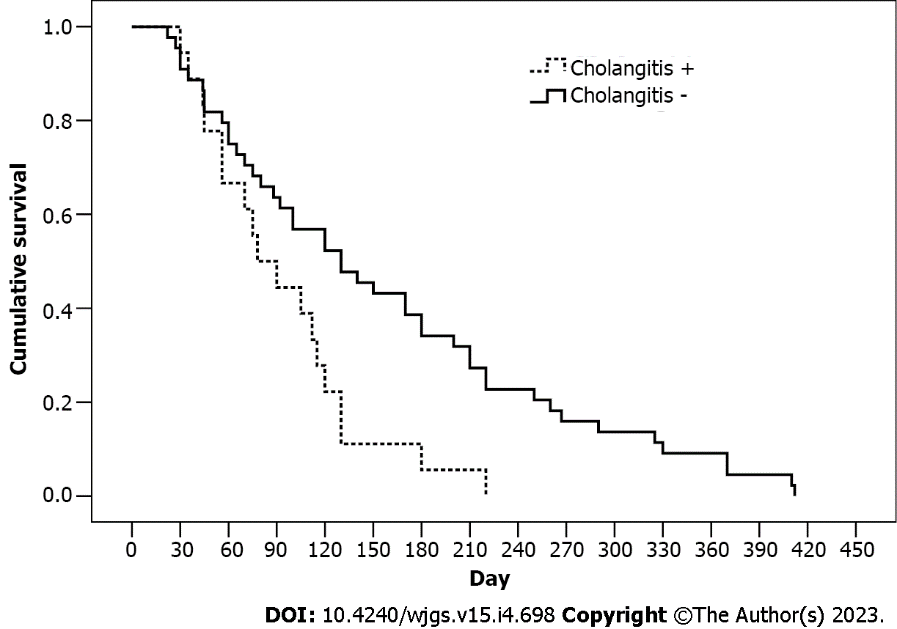 1.0
0.8
0.6
0.4
0.2
0.0
Cumulative survival
Cholangitis +
Cholangitis -
0 30 60 90 120 150 180 210 240 270 300 330 360 390 420 450
Day
DOI: 10.4240/wjgs.v15.i4.698 Copyright ©The Author(s) 2023.